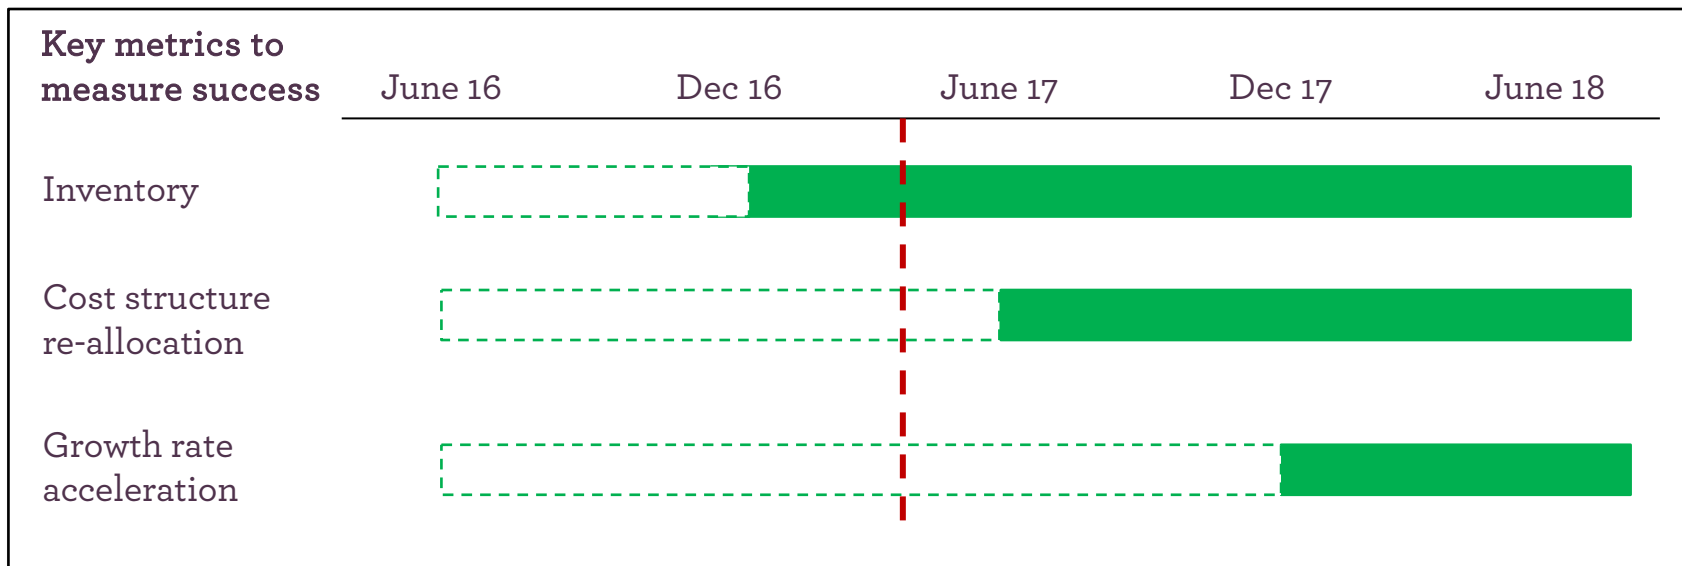 Key metrics to
measure success
June 16 Dec 16 June 17 Dec 17 June 18
Inventory
Cost structure
re-allocation
Growth rate
acceleration